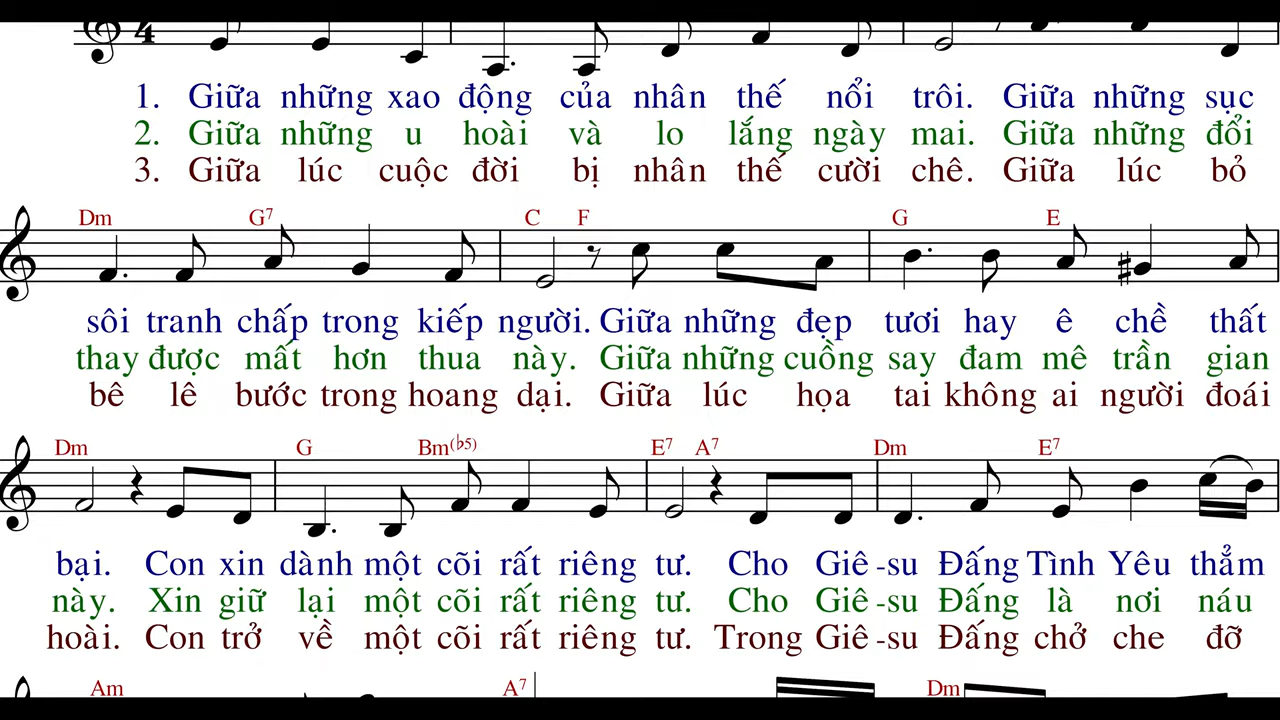 4
1. Giữa những xao động của nhân thế nổi trôi. Giữa những sục
2. Giữa những u hoài và lo lắng ngày mai. Giữa những đổi
3. Giữa lúc cuộc đời bị nhân thế cười chê. Giữa lúc bỏ
Dm G7 C F G E
sôi tranh chấp trong kiếp người. Giữa những đẹp tươi hay ê chề thất
thay được mất hơn thua này. Giữa những cuồng say đam mê trần gian
bê lê bước trong hoang dại. Giữa lúc họa tai không ai người đoái
Dm G Bm(♭5) E7 A7 Dm E7
bại. Con xin dành một cõi rất riêng tư. Cho Giê-su Đấng Tình Yêu thẳm
này. Xin giữ lại một cõi rất riêng tư. Cho Giê-su Đấng là nơi náu
hoài. Con trở về một cõi rất riêng tư. Trong Giê-su Đấng chở che đỡ
Am A7 Dm